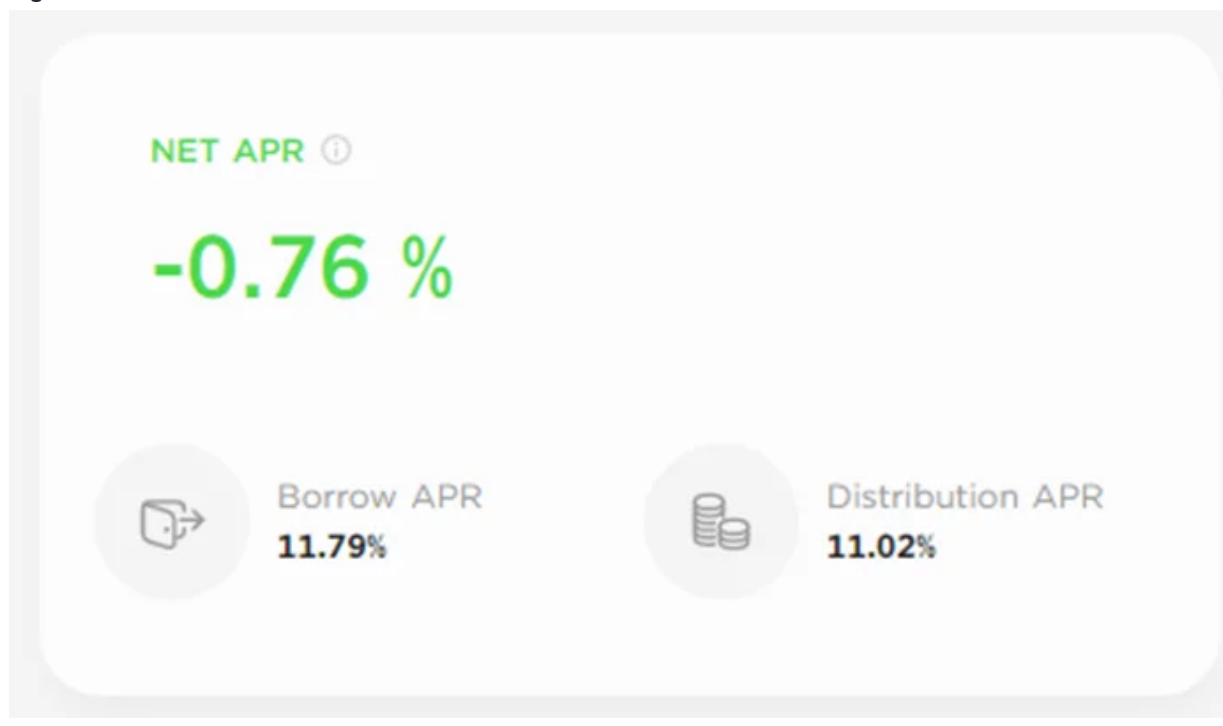 NET APR
-0.76 %
Borrow APR
11.79%
Distribution APR
11.02%